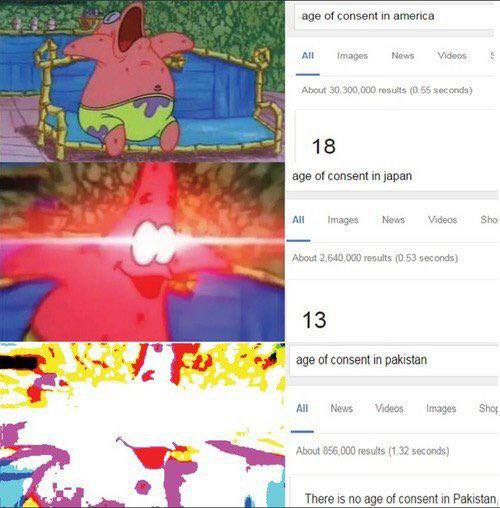 age of consent in america
All Images News Videos S
About 30,300,000 results (0.55 seconds)
18
age of consent in japan
All Images News Videos Sho
About 2,640,000 results (0.53 seconds)
13
age of consent in pakistan
All News Videos Images Shop
About 856,000 results (1.32 seconds)
There is no age of consent in Pakistan,